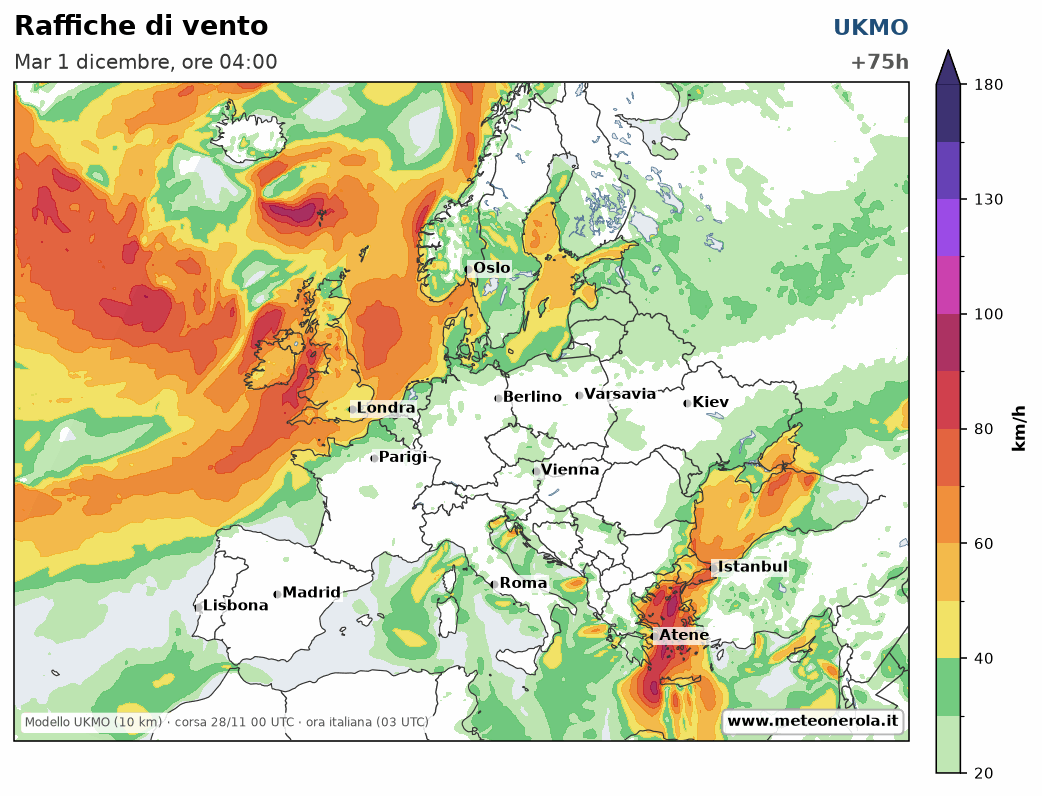 Raffiche di vento
UKMO
Mar 1 dicembre, ore 04:00
+75h
180
130
100
80
60
40
20
km/h
Oslo
Berlino
Varsavia
Kiev
Londra
Parigi
Vienna
Istanbul
Roma
Madrid
Lisbona
Atene
Modello UKMO (10 km) · corsa 28/11 00 UTC · ora italiana (03 UTC)
www.meteonerola.it